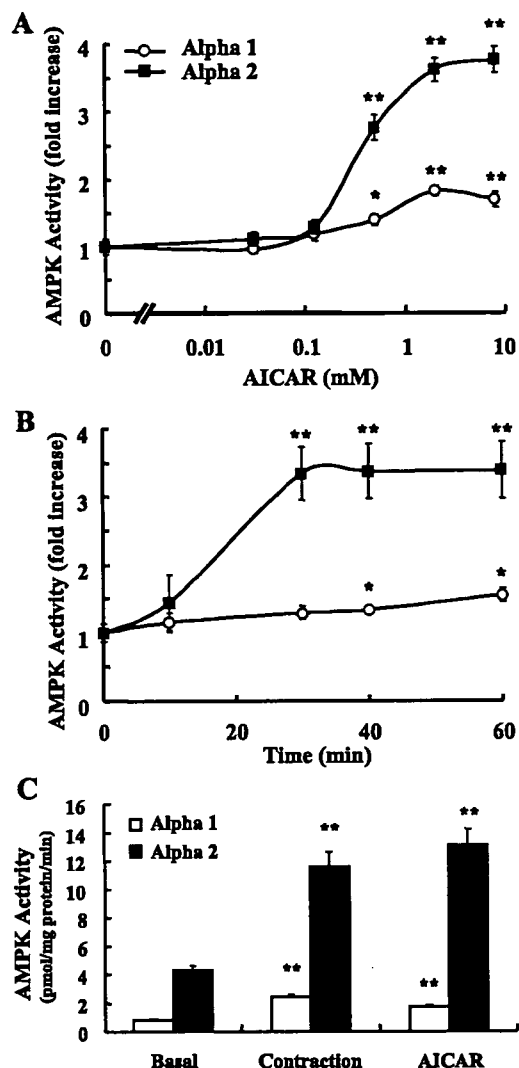 A
Alpha 1
Alpha 2
AMPK Activity (fold increase)
4
3
2
1
0
** ** **
* ** **
0 0.01 0.1 1 10
AICAR (mM)
B
AMPK Activity (fold increase)
4
3
2
1
0
** ** **
* *
0 20 40 60
Time (min)
C
Alpha 1
Alpha 2
AMPK Activity
(pmol/mg protein/min)
16
14
12
10
8
6
4
2
0
** **
** **
Basal Contraction AICAR